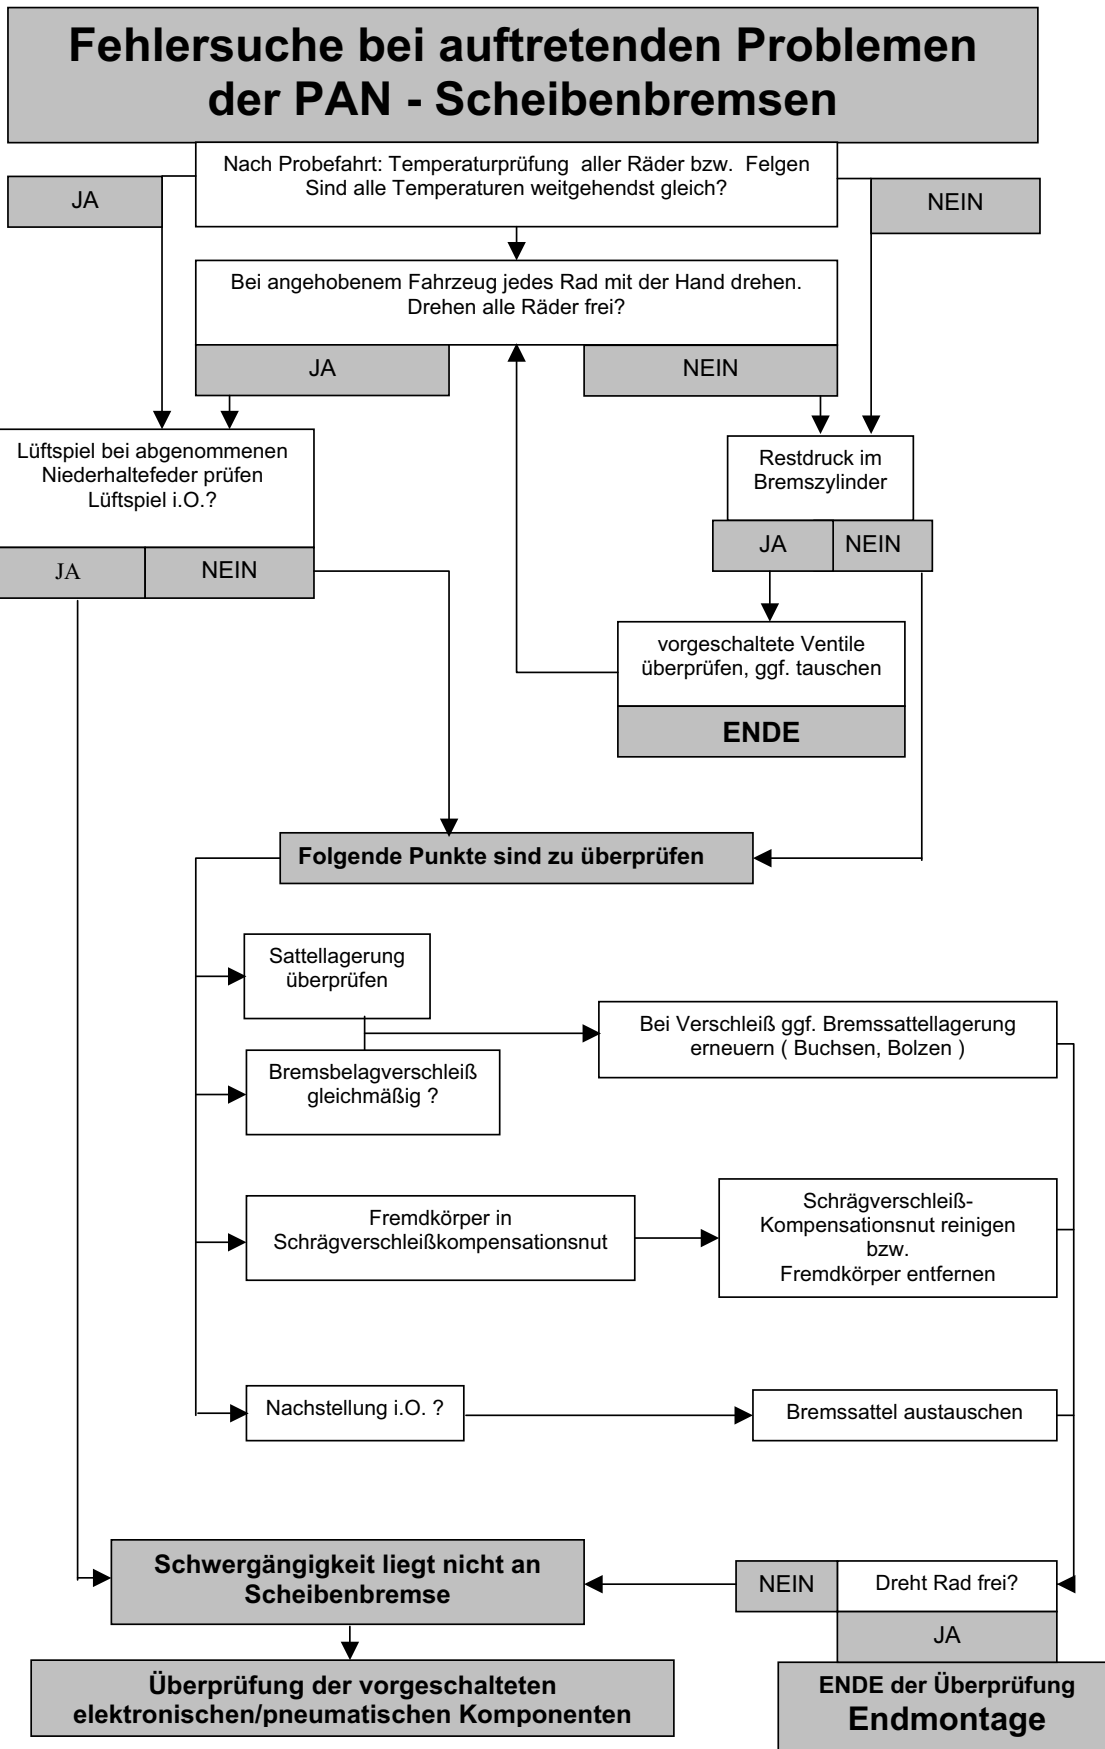 Fehlersuche bei auftretenden Problemen
der PAN - Scheibenbremsen
Nach Probefahrt: Temperaturprüfung aller Räder bzw. Felgen
Sind alle Temperaturen weitgehendst gleich?
JA
NEIN
Bei angehobenem Fahrzeug jedes Rad mit der Hand drehen.
Drehen alle Räder frei?
JA
NEIN
Lüftspiel bei abgenommenen
Niederhaltefeder prüfen
Lüftspiel i.O.?
JA
NEIN
Restdruck im
Bremszylinder
JA
NEIN
vorgeschaltete Ventile
überprüfen, ggf. tauschen
ENDE
Folgende Punkte sind zu überprüfen
Sattellagerung
überprüfen
Bei Verschleiß ggf. Bremssattellagerung
erneuern ( Buchsen, Bolzen )
Bremsbelagverschleiß
gleichmäßig ?
Fremdkörper in
Schrägverschleißkompensationsnut
Schrägverschleiß-
Kompensationsnut reinigen
bzw.
Fremdkörper entfernen
Nachstellung i.O. ?
Bremssattel austauschen
Schwergängigkeit liegt nicht an
Scheibenbremse
NEIN
Dreht Rad frei?
JA
Überprüfung der vorgeschalteten
elektronischen/pneumatischen Komponenten
ENDE der Überprüfung
Endmontage